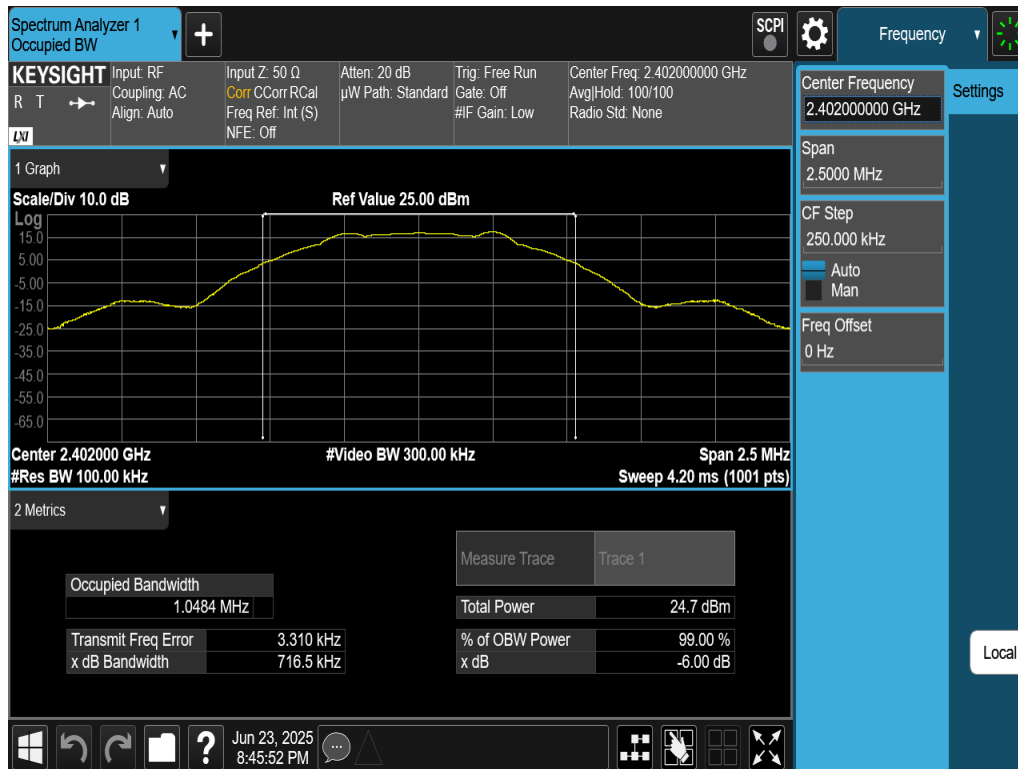 Spectrum Analyzer 1
Occupied BW
+
SCPI
Frequency
KEYSIGHT
R T
LXI
Input: RF
Coupling: AC
Align: Auto
Input Z: 50 Ω
Corr CCorr RCal
Freq Ref: Int (S)
NFE: Off
Atten: 20 dB
µW Path: Standard
Trig: Free Run
Gate: Off
#IF Gain: Low
Center Freq: 2.402000000 GHz
Avg|Hold: 100/100
Radio Std: None
Center Frequency
2.402000000 GHz
Settings
Span
2.5000 MHz
CF Step
250.000 kHz
Auto
Man
Freq Offset
0 Hz
Local
1 Graph
Scale/Div 10.0 dB
Ref Value 25.00 dBm
Log
15.0
5.00
-5.00
-15.0
-25.0
-35.0
-45.0
-55.0
-65.0
Center 2.402000 GHz
#Video BW 300.00 kHz
Span 2.5 MHz
#Res BW 100.00 kHz
Sweep 4.20 ms (1001 pts)
2 Metrics
Measure Trace Trace 1
Occupied Bandwidth
1.0484 MHz
Total Power 24.7 dBm
Transmit Freq Error 3.310 kHz
% of OBW Power 99.00 %
x dB Bandwidth 716.5 kHz
x dB -6.00 dB
?
Jun 23, 2025
8:45:52 PM